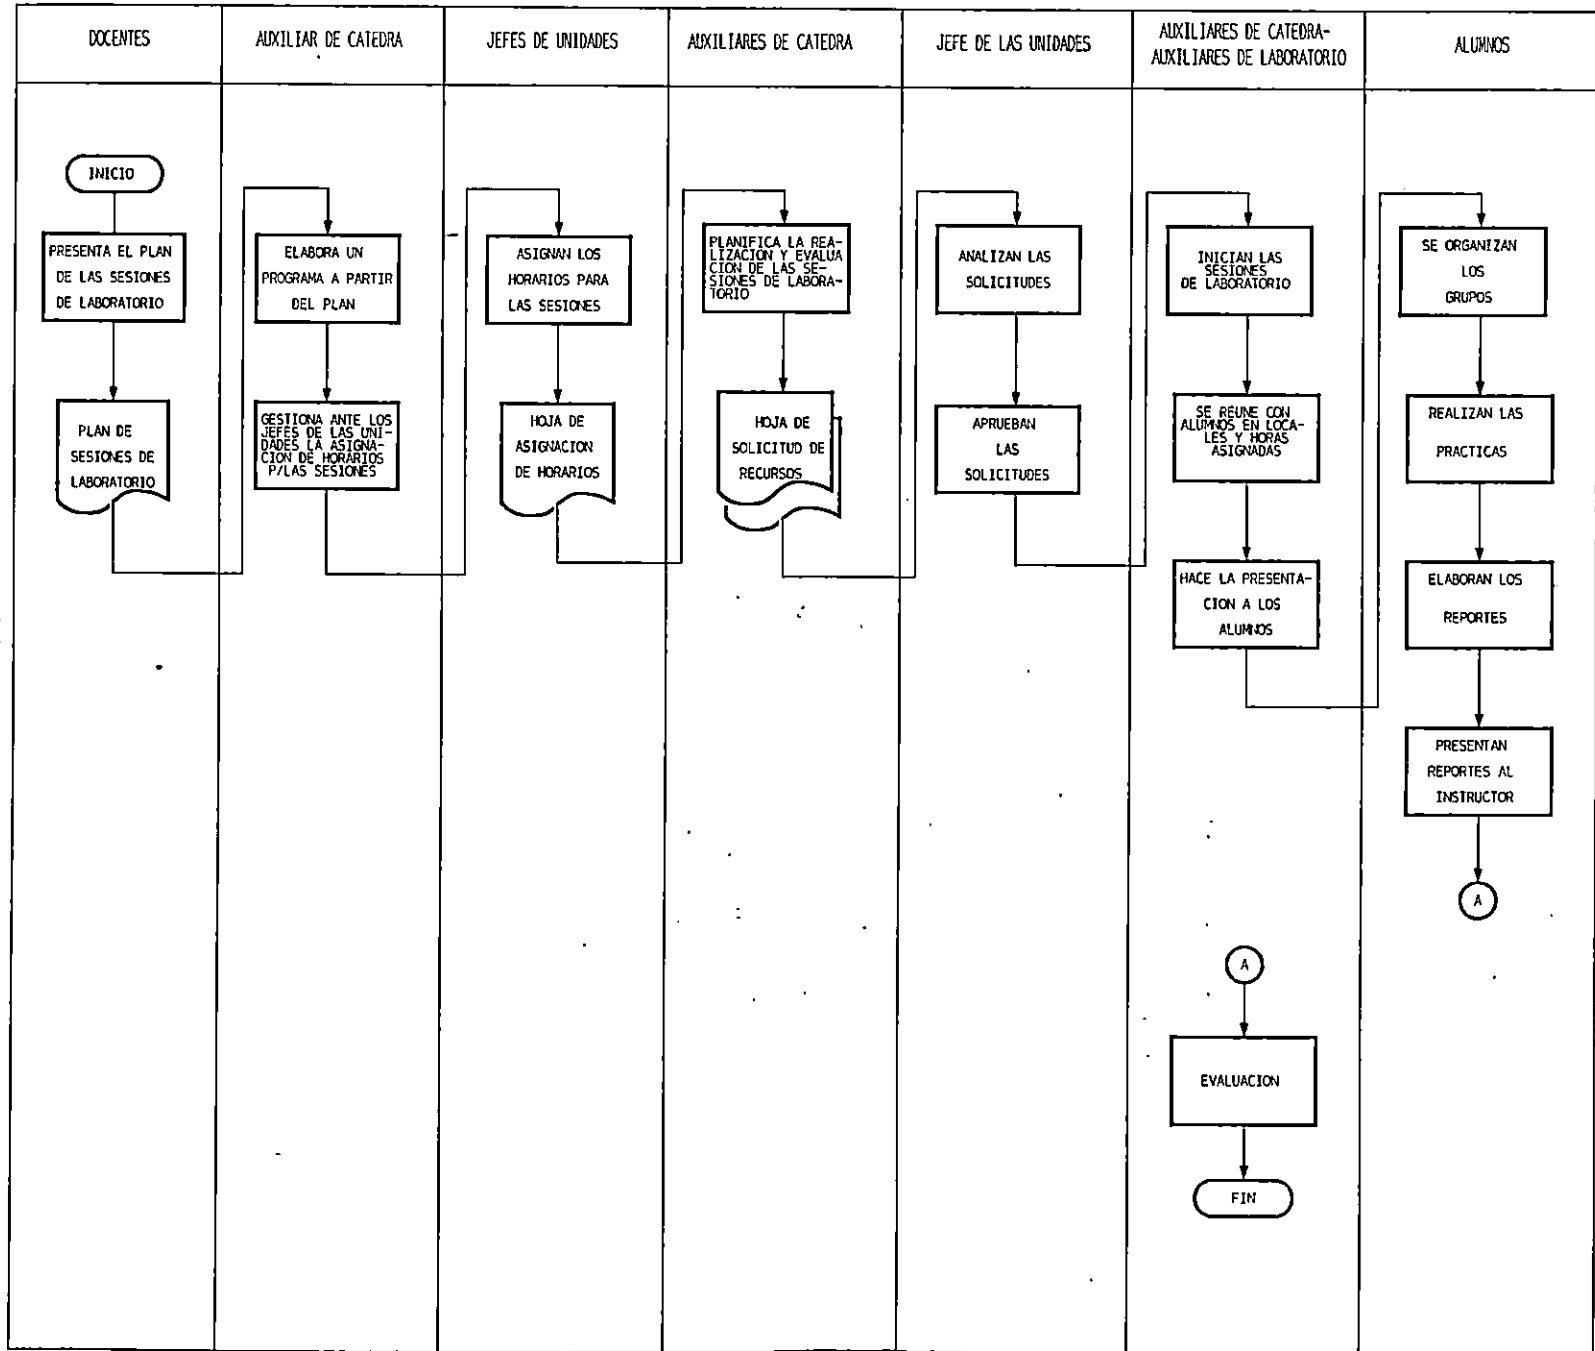 DOCENTES
AUXILIAR DE CATEDRA
JEFES DE UNIDADES
AUXILIARES DE CATEDRA
JEFE DE LAS UNIDADES
AUXILIARES DE CATEDRA-
AUXILIARES DE LABORATORIO
ALUMNOS
INICIO
PRESENTA EL PLAN
DE LAS SESIONES
DE LABORATORIO
PLAN DE
SESIONES DE
LABORATORIO
ELABORA UN
PROGRAMA A PARTIR
DEL PLAN
GESTIONA ANTE LOS
JEFES DE LAS UNI-
DADES LA ASIGNA-
CION DE HORARIOS
P/LAS SESIONES
ASIGNAN LOS
HORARIOS PARA
LAS SESIONES
HOJA DE
ASIGNACION
DE HORARIOS
PLANIFICA LA REA-
LIZACION Y EVALUA
CION DE LAS SE-
SIONES DE LABORA-
TORIO
HOJA DE
SOLICITUD DE
RECURSOS
ANALIZAN LAS
SOLICITUDES
APRUEBAN
LAS
SOLICITUDES
INICIAN LAS
SESIONES
DE LABORATORIO
SE REUNE CON
ALUMNOS EN LOCA-
LES Y HORAS
ASIGNADAS
HACE LA PRESENTA-
CION A LOS
ALUMNOS
SE ORGANIZAN
LOS
GRUPOS
REALIZAN LAS
PRACTICAS
ELABORAN LOS
REPORTES
PRESENTAN
REPORTES AL
INSTRUCTOR
A
A
EVALUACION
FIN